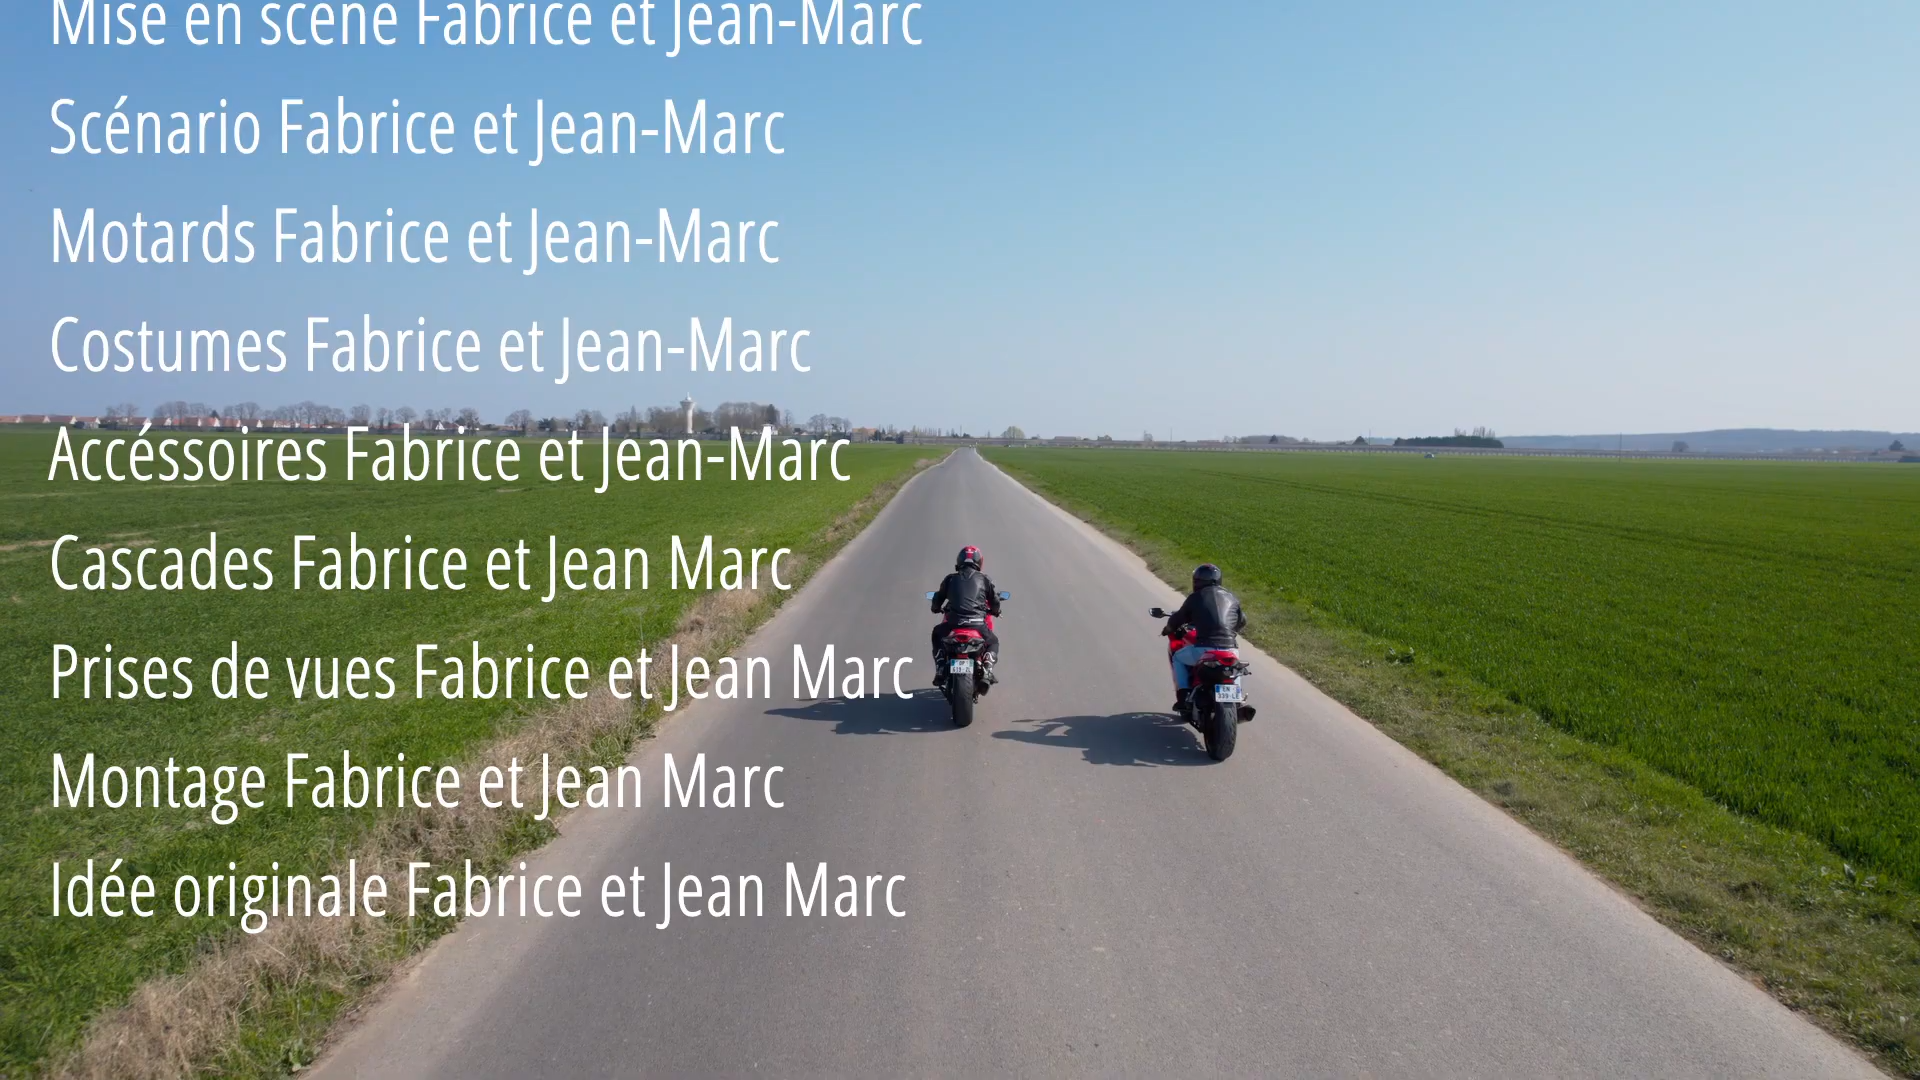 Mise en scène Fabrice et Jean-Marc
Scénario Fabrice et Jean-Marc
Motards Fabrice et Jean-Marc
Costumes Fabrice et Jean-Marc
Accéssoires Fabrice et Jean-Marc
Cascades Fabrice et Jean Marc
Prises de vues Fabrice et Jean Marc
Montage Fabrice et Jean Marc
Idée originale Fabrice et Jean Marc